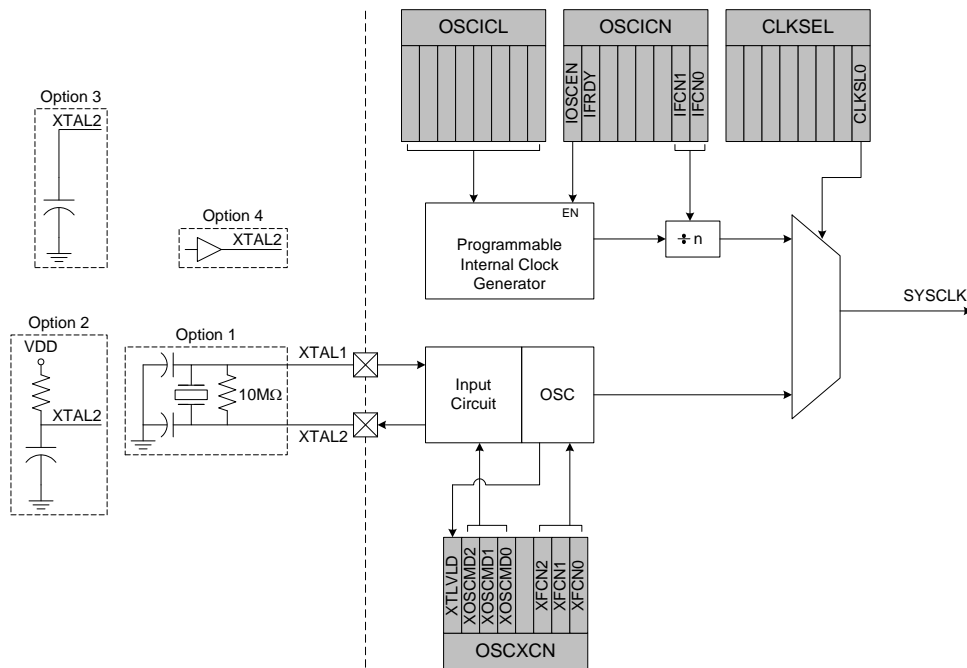 OSCICL
OSCICN
CLKSEL
IOSCEN
IFRDY
IFCN1
IFCN0
CLKSL0
Option 3
XTAL2
Option 4
XTAL2
EN
Programmable
Internal Clock
Generator
÷ n
SYSCLK
Option 2
VDD
XTAL2
Option 1
10MΩ
XTAL1
XTAL2
Input
Circuit
OSC
XTLVLD
XOSCMD2
XOSCMD1
XOSCMD0
XFCN2
XFCN1
XFCN0
OSCXCN